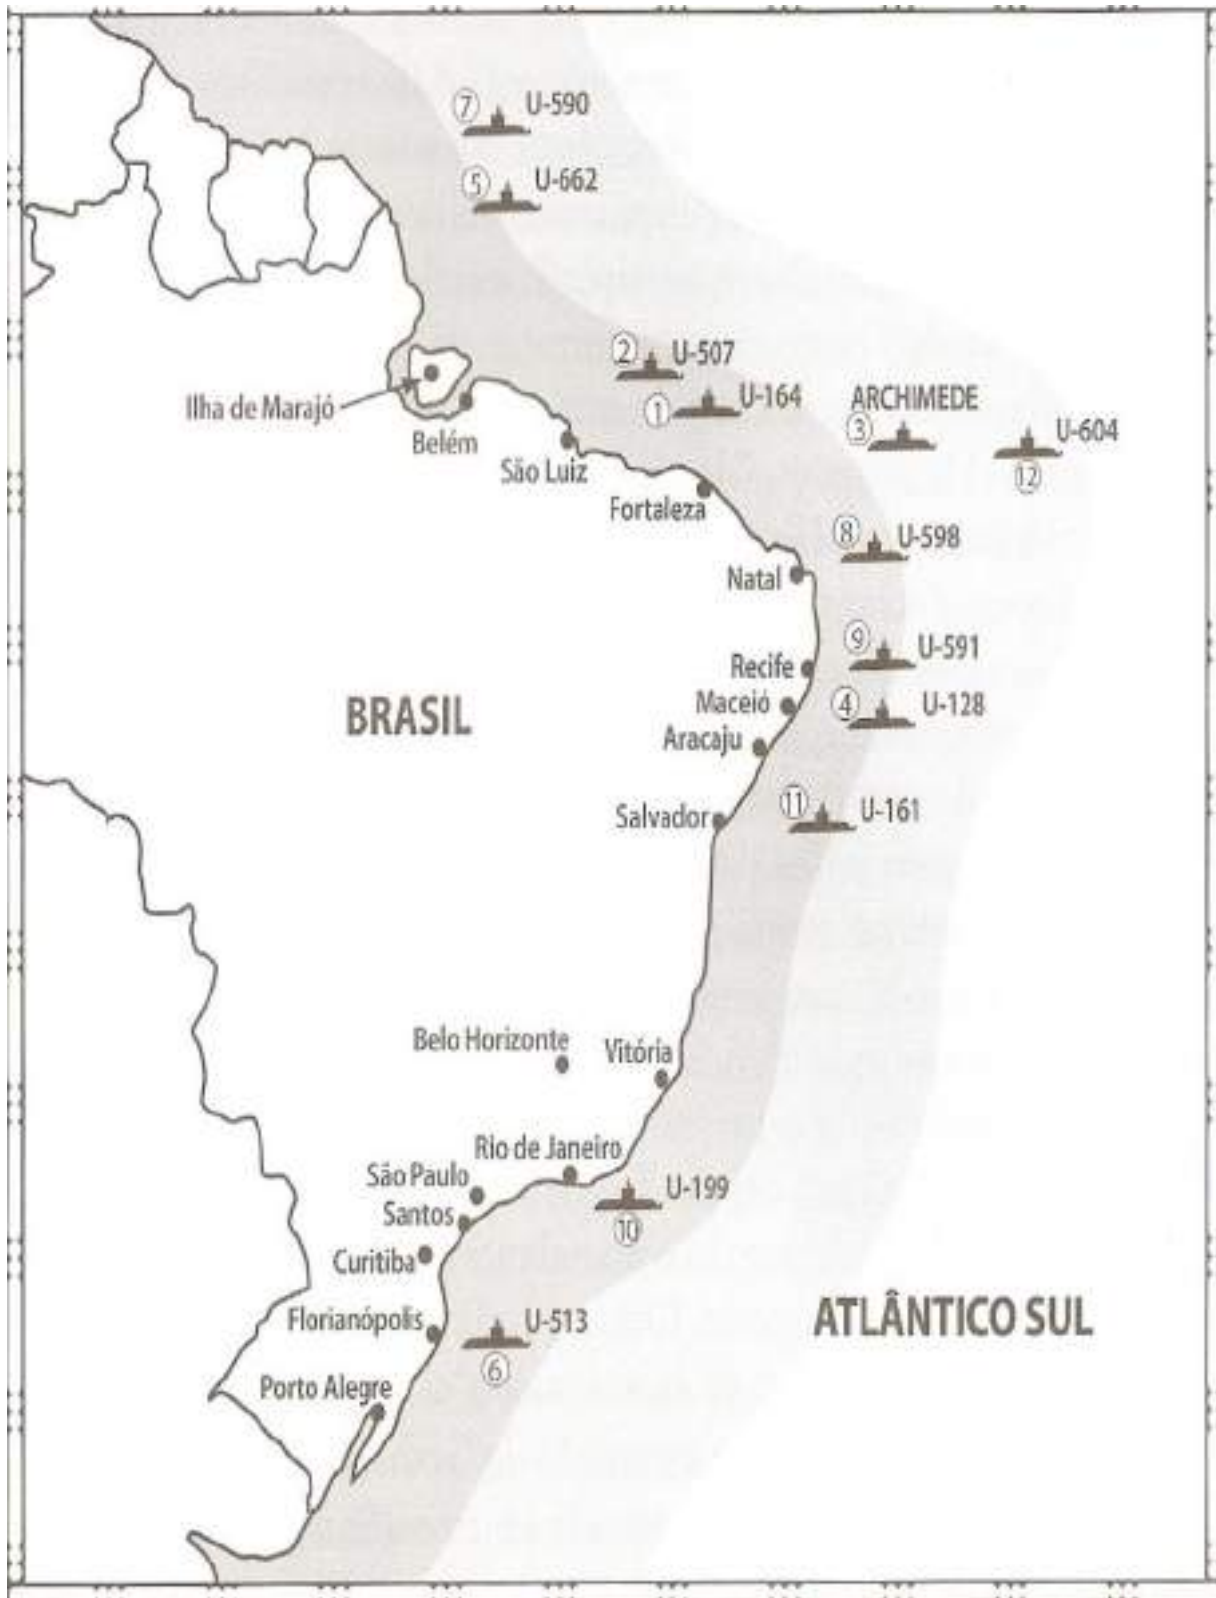 ⑦ U-590
⑤ U-662
② U-507
① U-164
ARCHIMEDE
③
U-604
⑫
Ilha de Marajó
Belém
São Luiz
Fortaleza
⑧ U-598
Natal
⑨ U-591
Recife
Maceió
④ U-128
Aracaju
BRASIL
⑪ U-161
Salvador
Belo Horizonte
Vitória
Rio de Janeiro
São Paulo
U-199
⑩
Santos
Curitiba
Florianópolis
U-513
⑥
ATLÂNTICO SUL
Porto Alegre